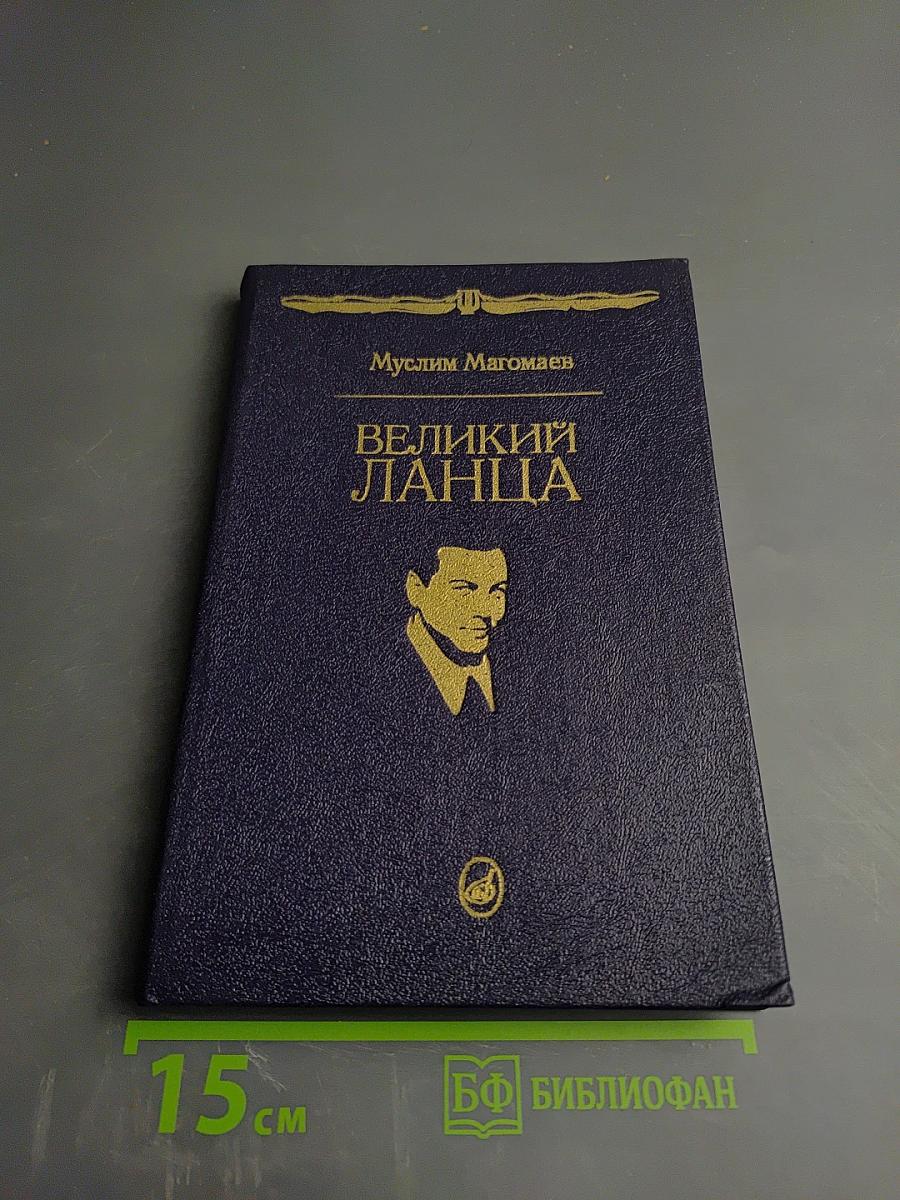 Муслим Магомаев
ВЕЛИКИЙ
ЛАНЦА
15 см
БФ БИБЛИОФАН